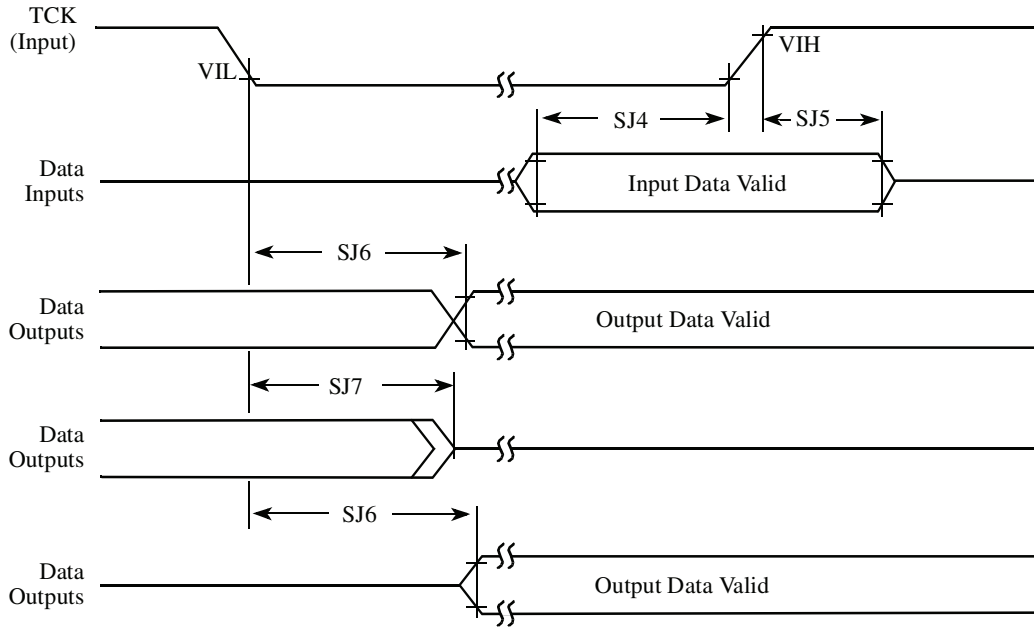 TCK
(Input)
VIL
VIH
SJ4
SJ5
Data
Inputs
Input Data Valid
SJ6
Data
Outputs
Output Data Valid
SJ7
Data
Outputs
SJ6
Data
Outputs
Output Data Valid